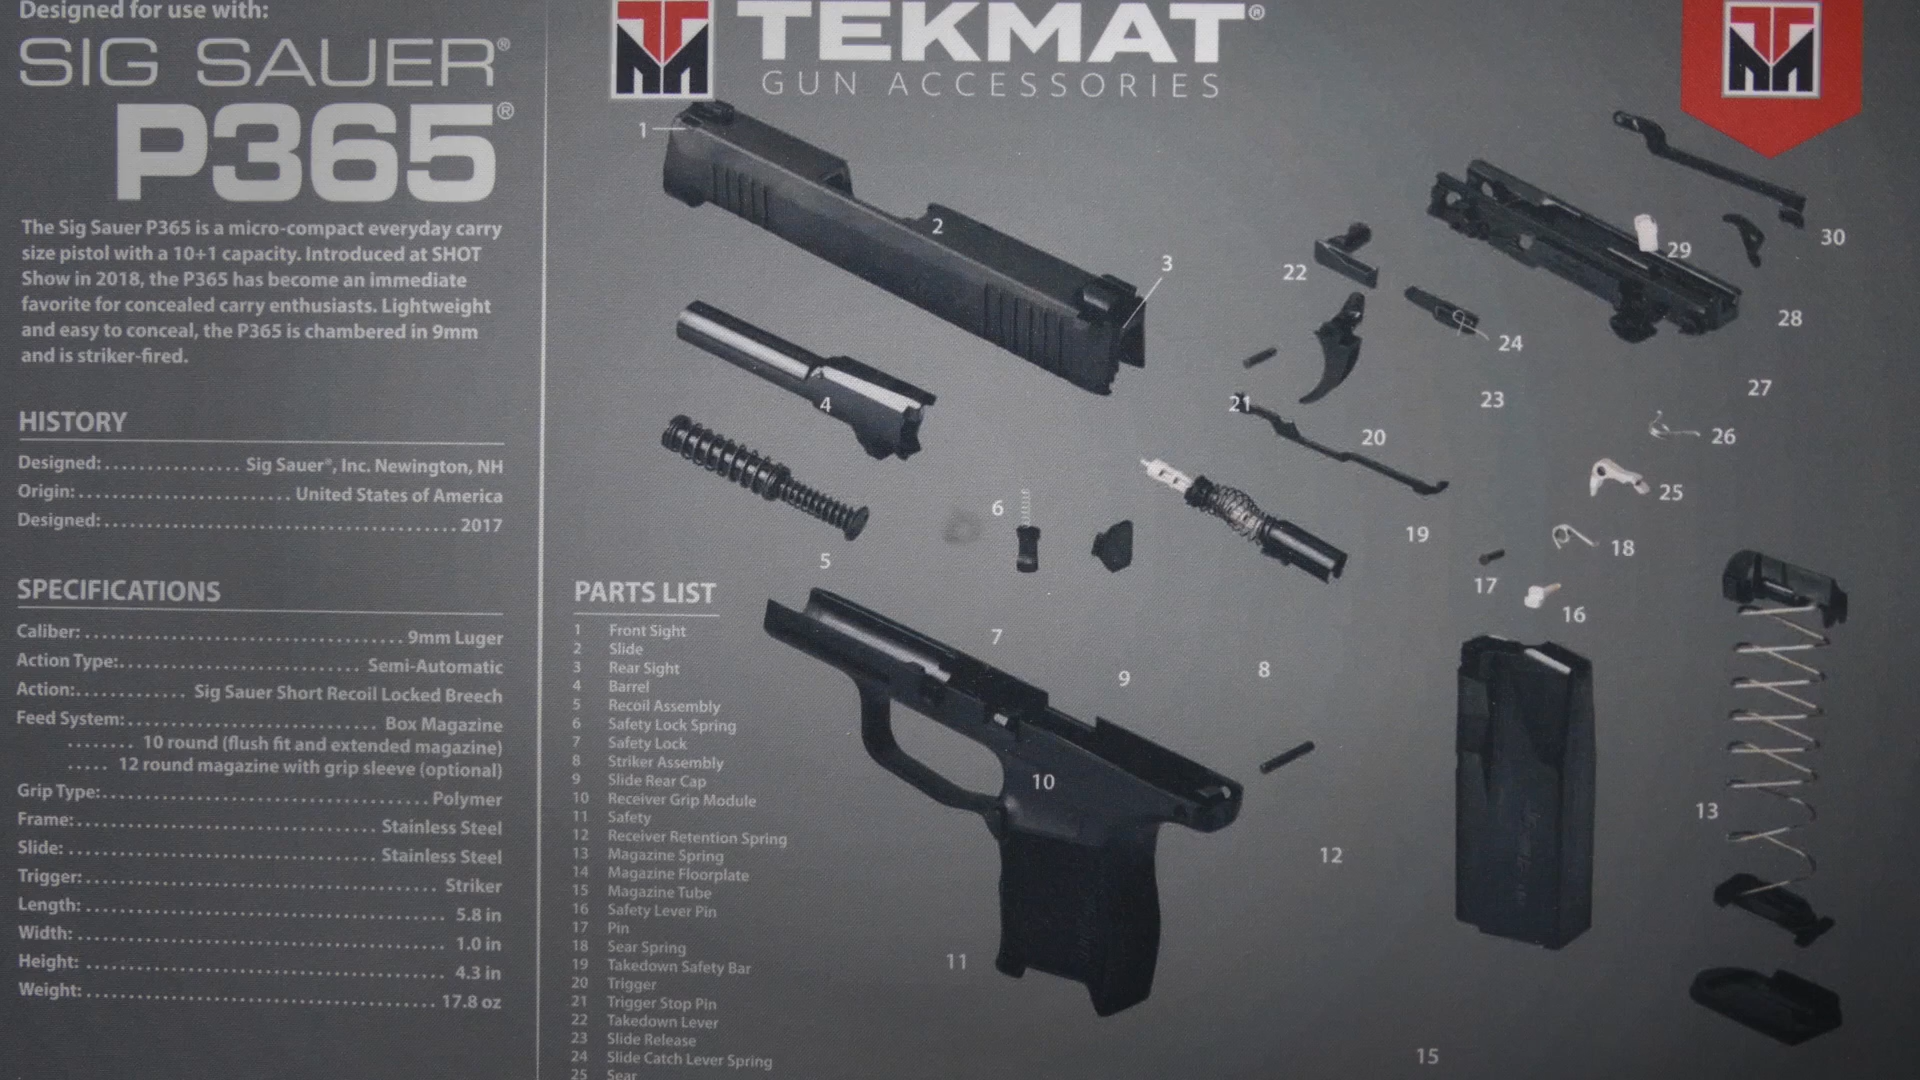 Designed for use with:
SIG SAUER®
P365®
The Sig Sauer P365 is a micro-compact everyday carry
size pistol with a 10+1 capacity. Introduced at SHOT
Show in 2018, the P365 has become an immediate
favorite for concealed carry enthusiasts. Lightweight
and easy to conceal, the P365 is chambered in 9mm
and is striker-fired.
HISTORY
Designed:............... Sig Sauer®, Inc. Newington, NH
Origin:........................ United States of America
Designed:....................................... 2017
SPECIFICATIONS
Caliber:.................................... 9mm Luger
Action Type:........................... Semi-Automatic
Action:............ Sig Sauer Short Recoil Locked Breech
Feed System:............................ Box Magazine
........ 10 round (flush fit and extended magazine)
..... 12 round magazine with grip sleeve (optional)
Grip Type:..................................... Polymer
Frame:.................................. Stainless Steel
Slide:................................... Stainless Steel
Trigger:........................................ Striker
Length:......................................... 5.8 in
Width:.......................................... 1.0 in
Height:......................................... 4.3 in
Weight:........................................ 17.8 oz
TEKMAT®
GUN ACCESSORIES
1
2
3
4
5
6
7
8
9
10
11
12
13
15
16
17
18
19
20
21
22
23
24
25
26
27
28
29
30
PARTS LIST
1 Front Sight
2 Slide
3 Rear Sight
4 Barrel
5 Recoil Assembly
6 Safety Lock Spring
7 Safety Lock
8 Striker Assembly
9 Slide Rear Cap
10 Receiver Grip Module
11 Safety
12 Receiver Retention Spring
13 Magazine Spring
14 Magazine Floorplate
15 Magazine Tube
16 Safety Lever Pin
17 Pin
18 Sear Spring
19 Takedown Safety Bar
20 Trigger
21 Trigger Stop Pin
22 Takedown Lever
23 Slide Release
24 Slide Catch Lever Spring
25 Sear